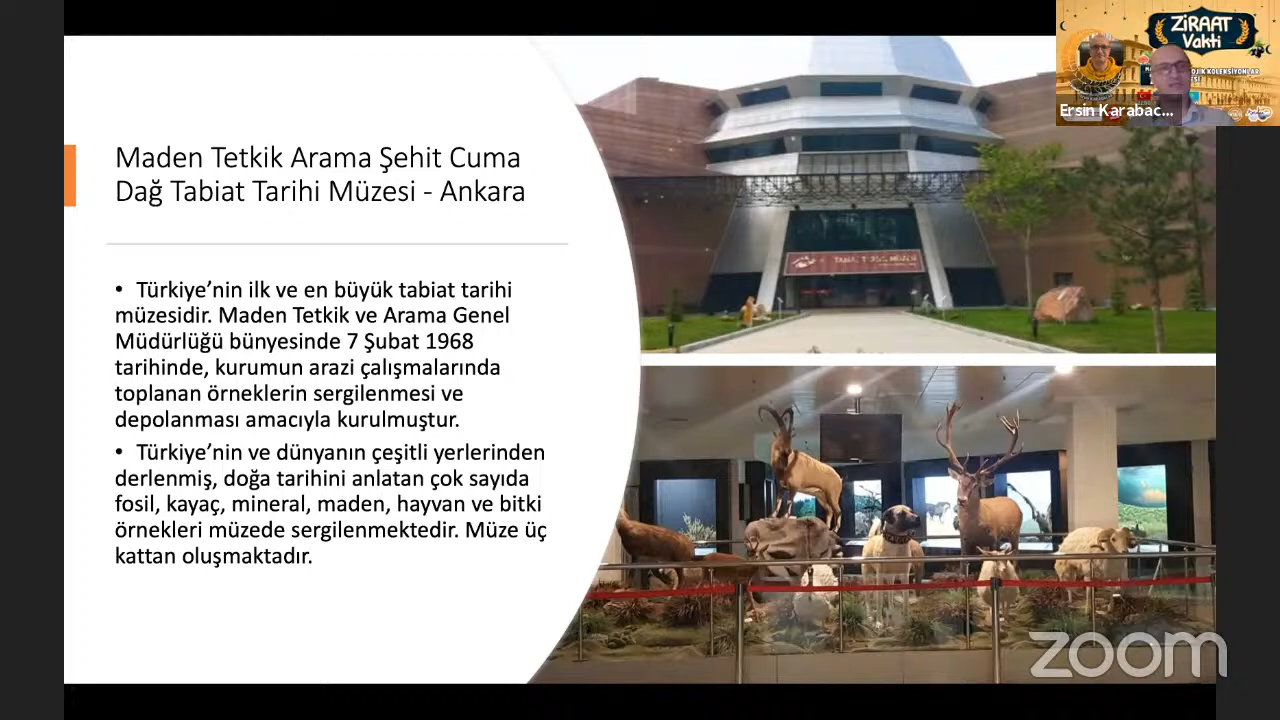 Maden Tetkik Arama Şehit Cuma
Dağ Tabiat Tarihi Müzesi - Ankara
• Türkiye’nin ilk ve en büyük tabiat tarihi
müzesidir. Maden Tetkik ve Arama Genel
Müdürlüğü bünyesinde 7 Şubat 1968
tarihinde, kurumun arazi çalışmalarında
toplanan örneklerin sergilenmesi ve
depolanması amacıyla kurulmuştur.
• Türkiye’nin ve dünyanın çeşitli yerlerinden
derlenmiş, doğa tarihini anlatan çok sayıda
fosil, kayaç, mineral, maden, hayvan ve bitki
örnekleri müzede sergilenmektedir. Müze üç
kattan oluşmaktadır.
ZiRAAT
Vakti
KOLEKSİYONLAR
Ersin Karabac...
MÜZESİ
zoom